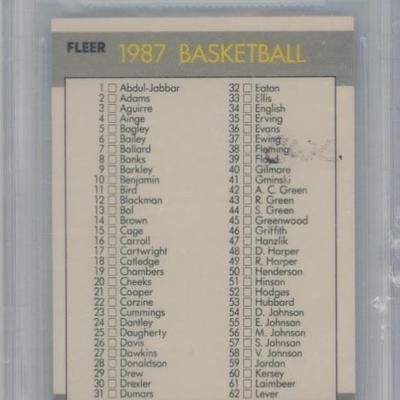 FLEER 1987 BASKETBALL
1 Abdul-Jabbar
2 Adams
3 Aguirre
4 Ainge
5 Bagley
6 Bailey
7 Ballard
8 Banks
9 Barkley
10 Benjamin
11 Bird
12 Blackman
13 Bol
14 Brown
15 Cage
16 Carroll
17 Cartwright
18 Catledge
19 Chambers
20 Cheeks
21 Cooper
22 Corzine
23 Cummings
24 Dantley
25 Daugherty
26 Davis
27 Dawkins
28 Donaldson
29 Drew
30 Drexler
31 Dumars
32 Eaton
33 Ellis
34 English
35 Erving
36 Evans
37 Ewing
38 Fleming
39 Floyd
40 Gilmore
41 Gminski
42 A. C. Green
43 R. Green
44 S. Green
45 Greenwood
46 Griffith
47 Hanzlik
48 D. Harper
49 R. Harper
50 Henderson
51 Hinson
52 Hodges
53 Hubbard
54 D. Johnson
55 E. Johnson
56 M. Johnson
57 S. Johnson
58 V. Johnson
59 Jordan
60 Kersey
61 Laimbeer
62 Lever